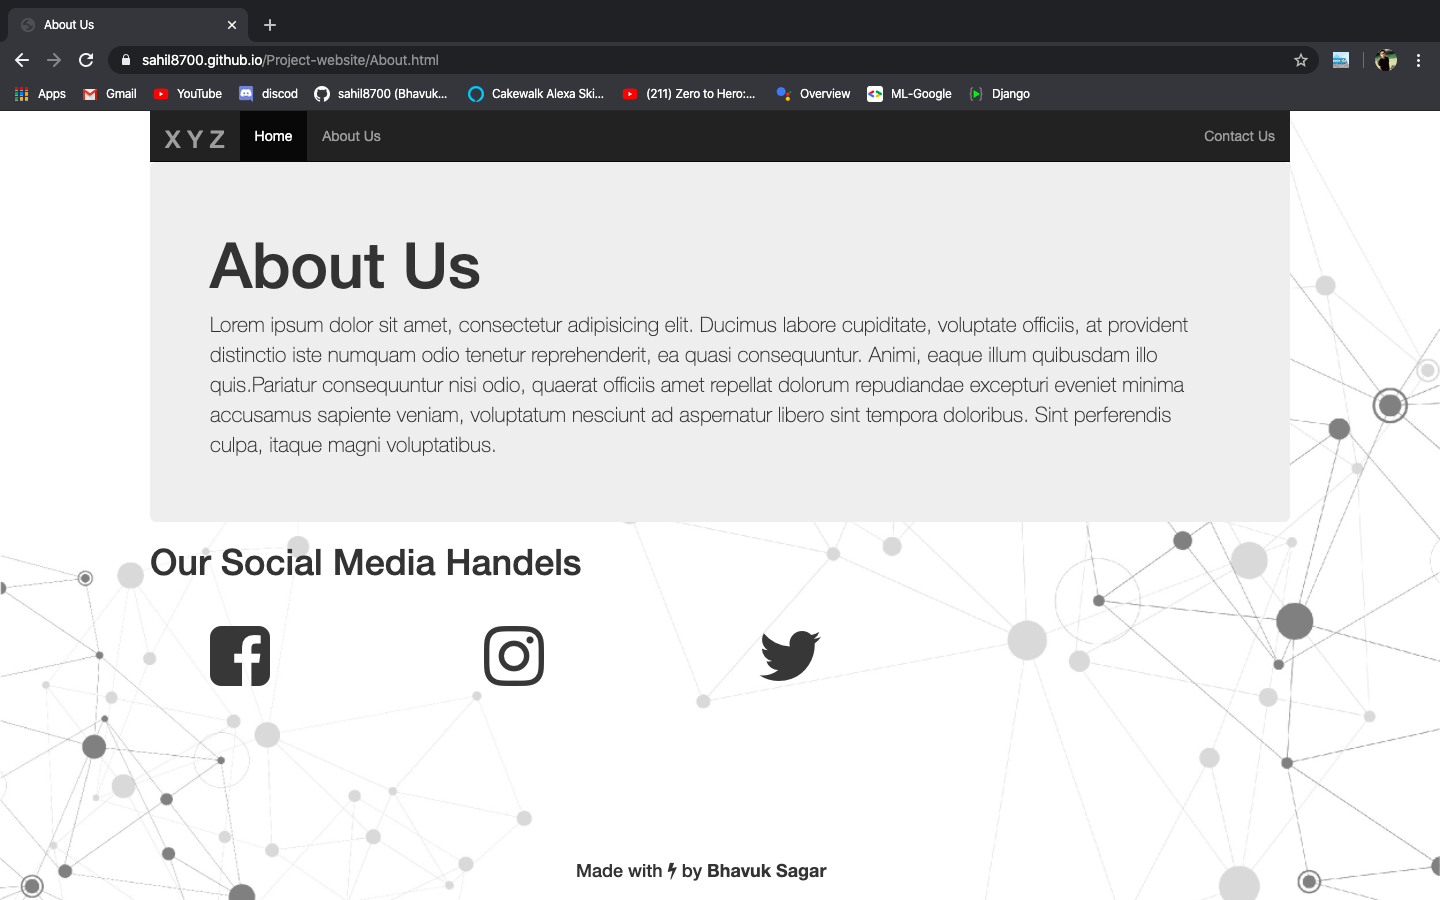 About Us
sahil8700.github.io/Project-website/About.html
Apps Gmail YouTube discod sahil8700 (Bhavuk... Cakewalk Alexa Ski... (211) Zero to Hero:... Overview ML-Google Django
X Y Z Home About Us Contact Us
About Us
Lorem ipsum dolor sit amet, consectetur adipisicing elit. Ducimus labore cupiditate, voluptate officiis, at provident
distinctio iste numquam odio tenetur reprehenderit, ea quasi consequuntur. Animi, eaque illum quibusdam illo
quis.Pariatur consequuntur nisi odio, quaerat officiis amet repellat dolorum repudiandae excepturi eveniet minima
accusamus sapiente veniam, voluptatum nesciunt ad aspernatur libero sint tempora doloribus. Sint perferendis
culpa, itaque magni voluptatibus.
Our Social Media Handels
Made with by Bhavuk Sagar